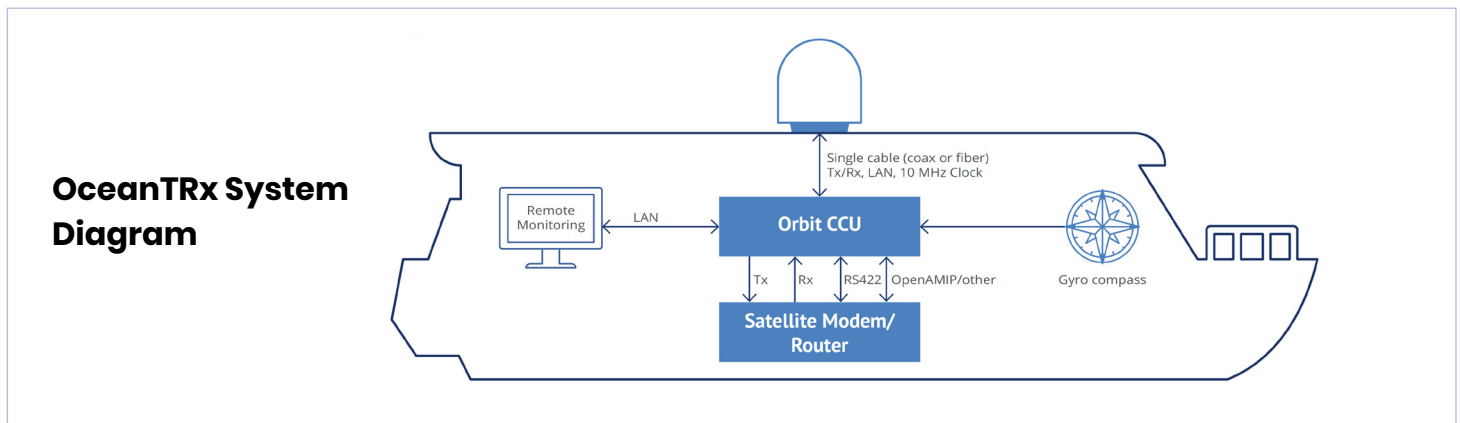 OceanTRx System
Diagram
Single cable (coax or fiber)
Tx/Rx, LAN, 10 MHz Clock
Remote
Monitoring
LAN
Orbit CCU
Gyro compass
Tx
Rx
RS422
OpenAMIP/other
Satellite Modem/
Router